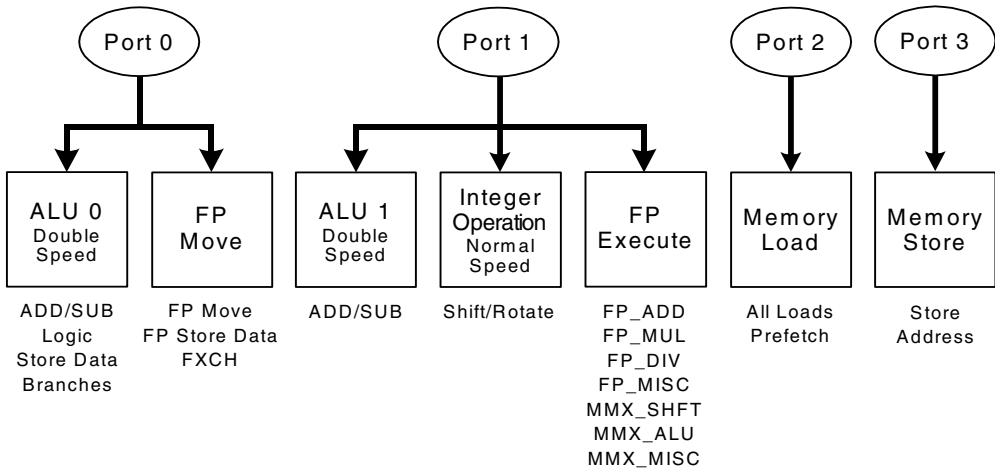 Port 0
Port 1
Port 2
Port 3
ALU 0
Double
Speed
FP
Move
ALU 1
Double
Speed
Integer
Operation
Normal
Speed
FP
Execute
Memory
Load
Memory
Store
ADD/SUB
Logic
Store Data
Branches
FP Move
FP Store Data
FXCH
ADD/SUB
Shift/Rotate
FP_ADD
FP_MUL
FP_DIV
FP_MISC
MMX_SHFT
MMX_ALU
MMX_MISC
All Loads
Prefetch
Store
Address